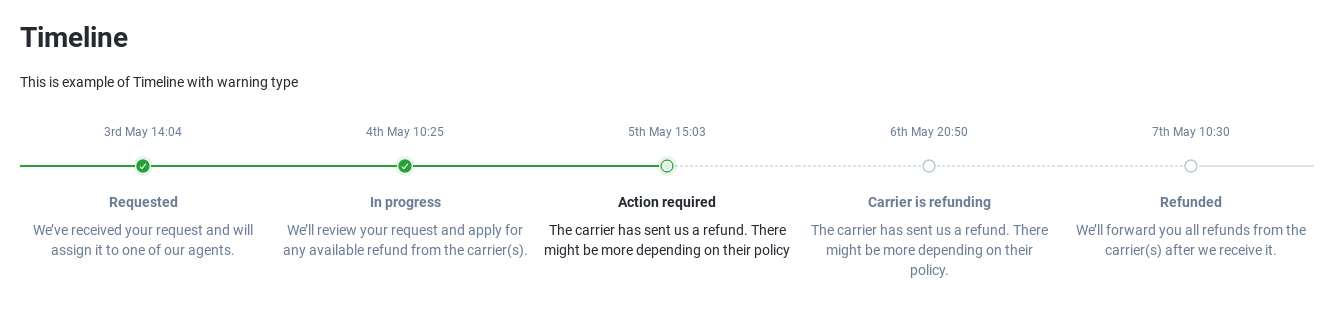 Timeline
This is example of Timeline with warning type
3rd May 14:04
4th May 10:25
5th May 15:03
6th May 20:50
7th May 10:30
Requested
In progress
Action required
Carrier is refunding
Refunded
We’ve received your request and will
assign it to one of our agents.
We’ll review your request and apply for
any available refund from the carrier(s).
The carrier has sent us a refund. There
might be more depending on their policy
The carrier has sent us a refund. There
might be more depending on their
policy.
We’ll forward you all refunds from the
carrier(s) after we receive it.